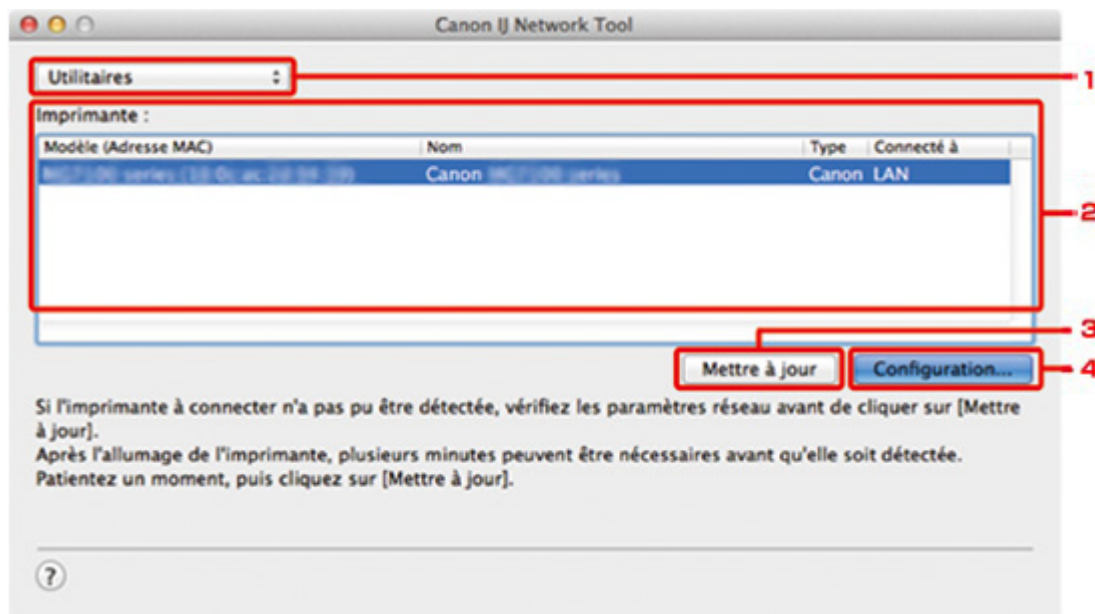 Canon IJ Network Tool
Utilitaires
1
Imprimante :
Modèle (Adresse MAC) Nom Type Connecté à
Canon Canon LAN
2
3
Mettre à jour Configuration... 4
Si l'imprimante à connecter n'a pas pu être détectée, vérifiez les paramètres réseau avant de cliquer sur [Mettre
à jour].
Après l'allumage de l'imprimante, plusieurs minutes peuvent être nécessaires avant qu'elle soit détectée.
Patientez un moment, puis cliquez sur [Mettre à jour].
?